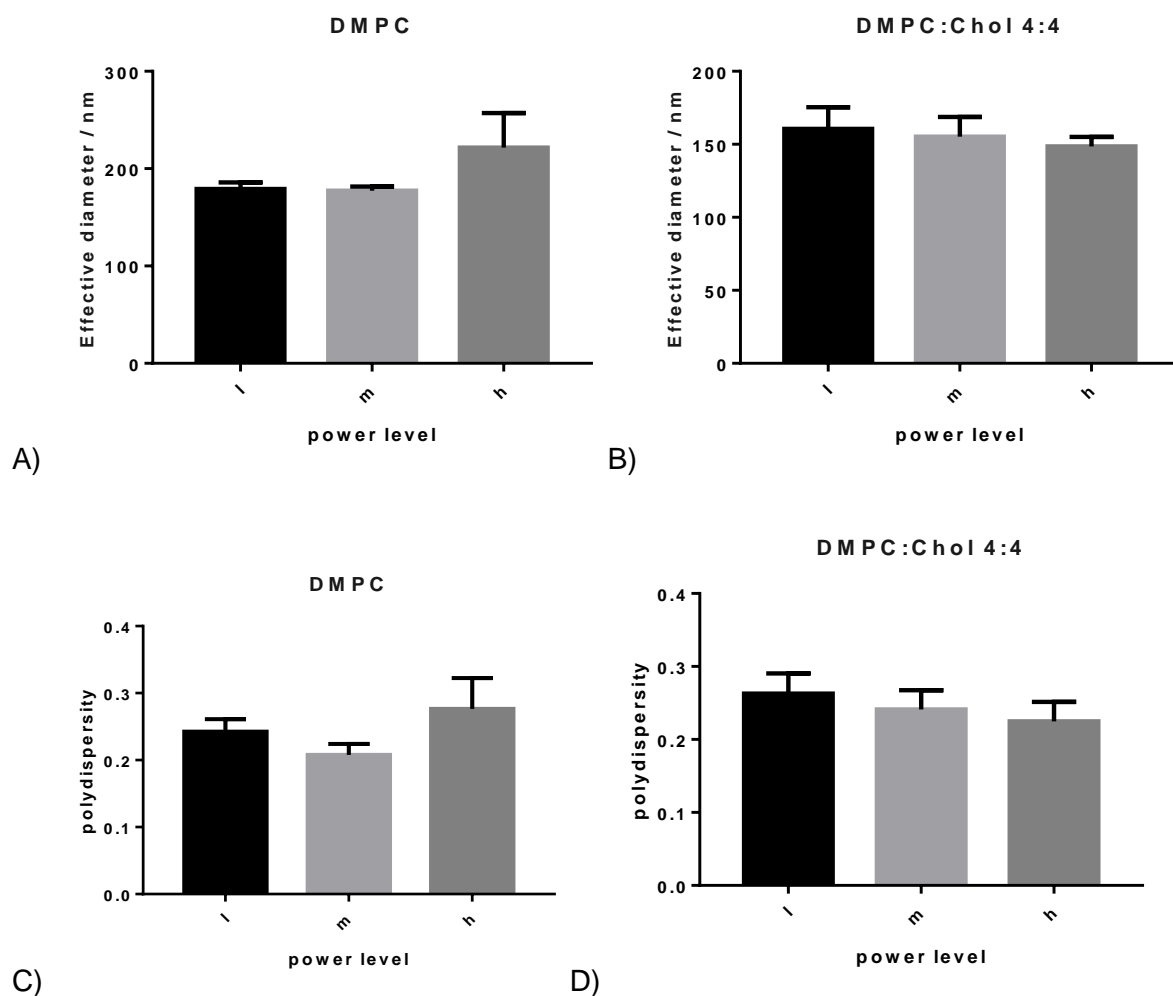 DMPC
Effective diameter / nm
300
200
100
0
l
m
h
power level
A)
DMPC:Chol 4:4
Effective diameter / nm
200
150
100
50
0
l
m
h
power level
B)
DMPC
polydispersity
0.4
0.3
0.2
0.1
0.0
l
m
h
power level
C)
DMPC:Chol 4:4
polydispersity
0.4
0.3
0.2
0.1
0.0
l
m
h
power level
D)